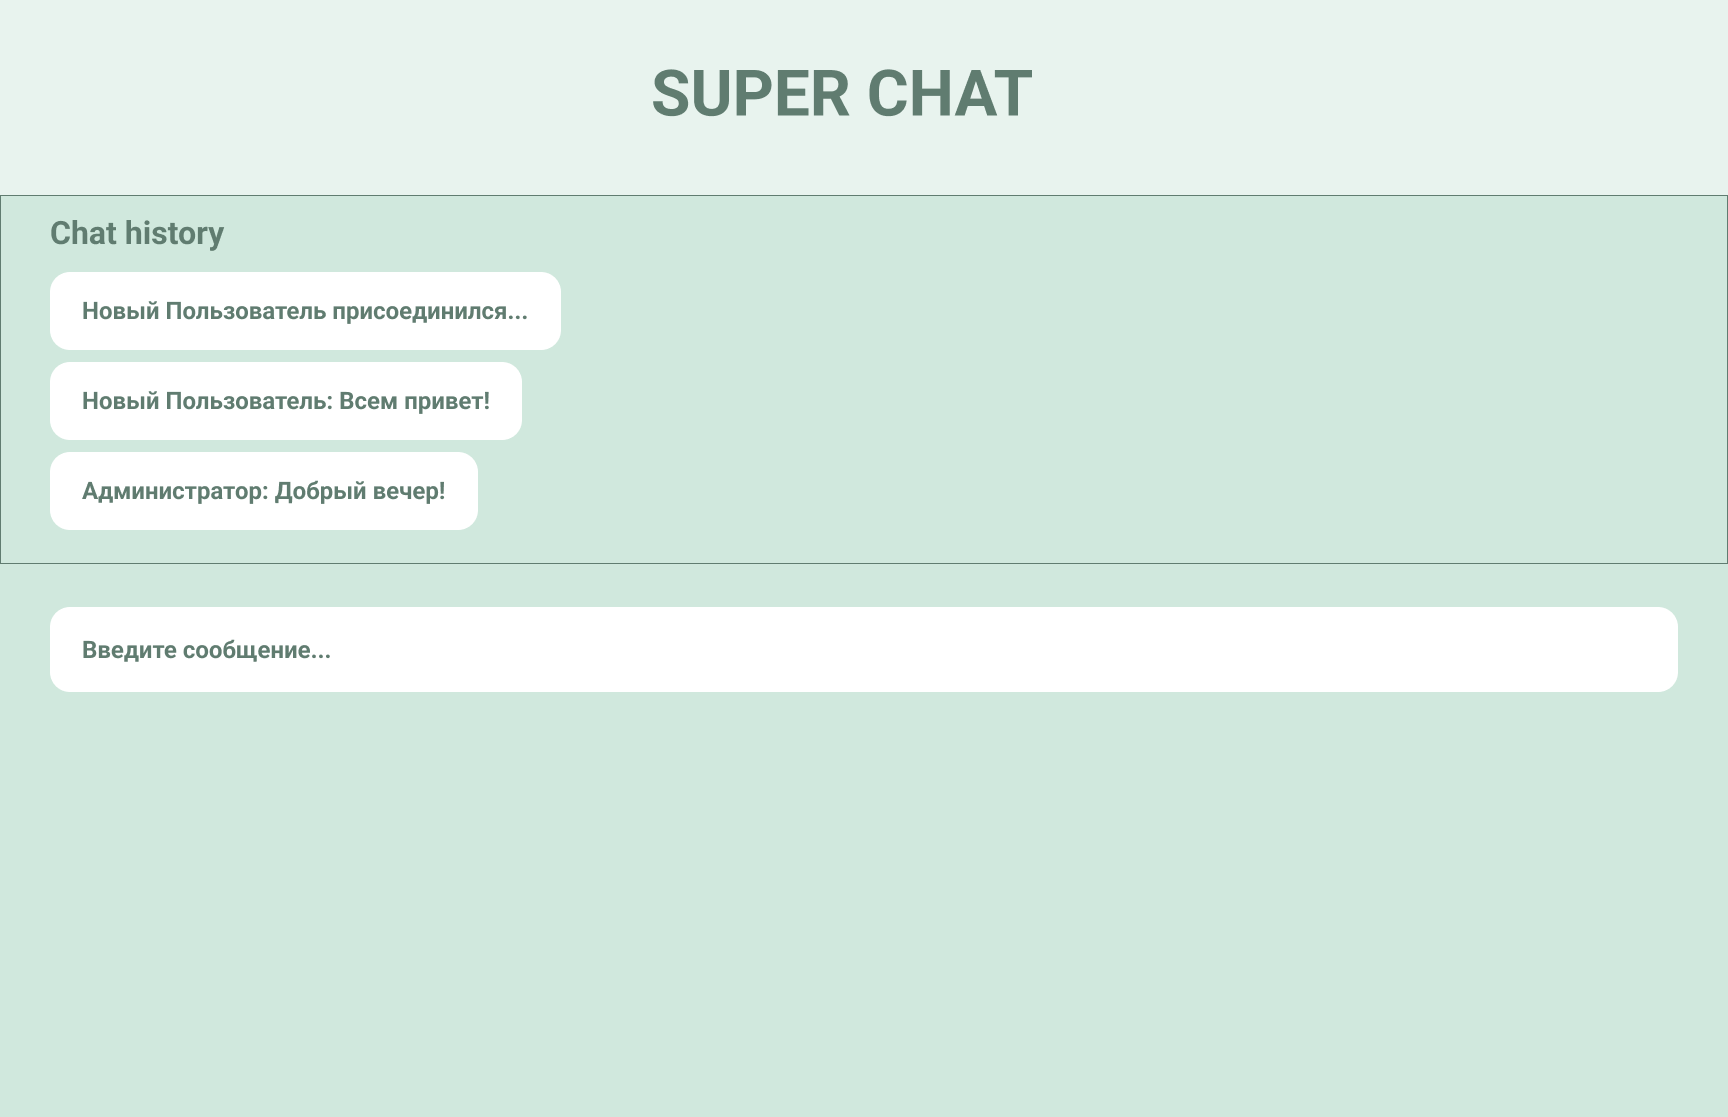 SUPER CHAT
Chat history
Новый Пользователь присоединился...
Новый Пользователь: Всем привет!
Администратор: Добрый вечер!
Введите сообщение...